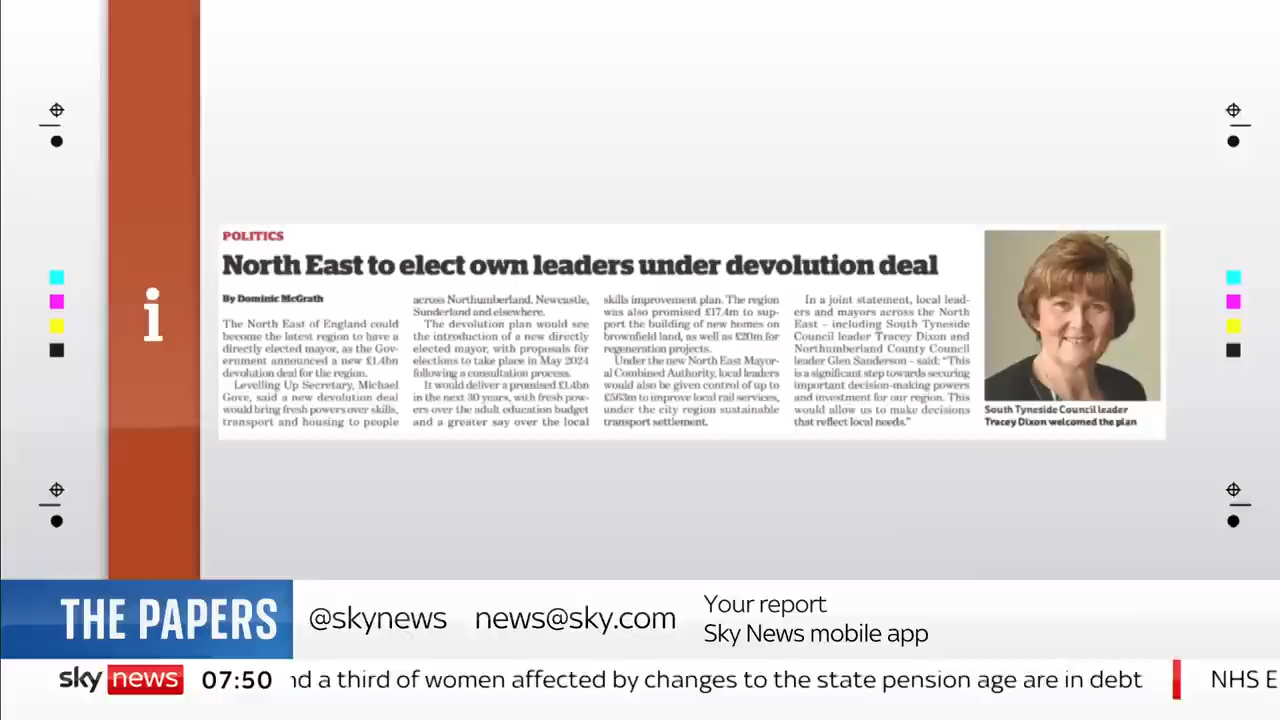 i
POLITICS
North East to elect own leaders under devolution deal
By Dominic McGrath
The North East of England could
become the latest region to have a
directly elected mayor, as the Gov-
ernment announced a new £1.4bn
devolution deal for the region.
Levelling Up Secretary, Michael
Gove, said a new devolution deal
would bring fresh powers over skills,
transport and housing to people
across Northumberland, Newcastle,
Sunderland and elsewhere.
The devolution plan would see
the introduction of a new directly
elected mayor, with proposals for
elections to take place in May 2024
following a consultation process.
It would deliver a promised £1.4bn
in the next 30 years, with fresh pow-
ers over the adult education budget
and a greater say over the local
skills improvement plan. The region
was also promised £17.4m to sup-
port the building of new homes on
brownfield land, as well as £20m for
regeneration projects.
Under the new North East Mayor-
al Combined Authority, local leaders
would also be given control of up to
£563m to improve local rail services,
under the city region sustainable
transport settlement.
In a joint statement, local lead-
ers and mayors across the North
East – including South Tyneside
Council leader Tracey Dixon and
Northumberland County Council
leader Glen Sanderson – said: "This
is a significant step towards securing
important decision-making powers
and investment for our region. This
would allow us to make decisions
that reflect local needs."
South Tyneside Council leader
Tracey Dixon welcomed the plan
THE PAPERS
@skynews news@sky.com
Your report
Sky News mobile app
sky news 07:50 nd a third of women affected by changes to the state pension age are in debt NHS E